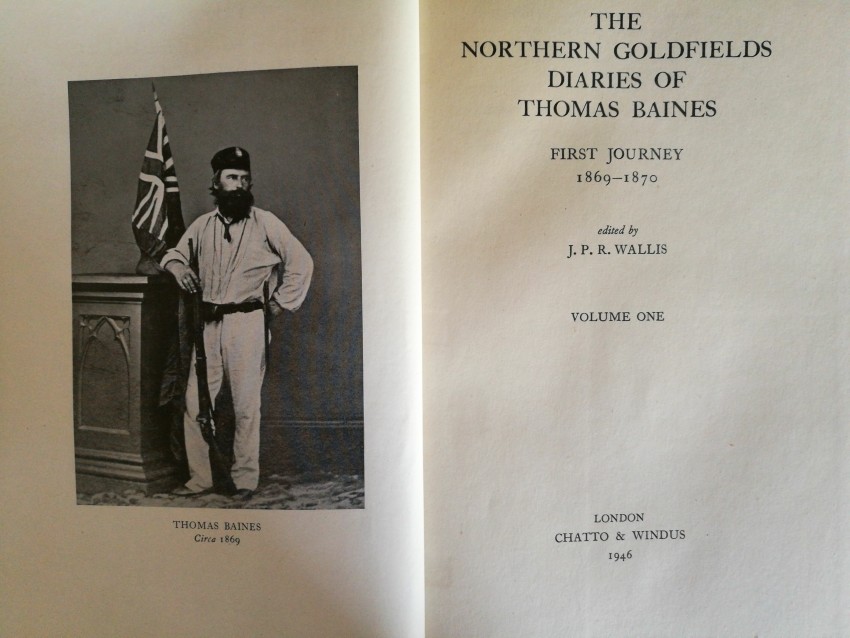 THOMAS BAINES
Circa 1869
THE
NORTHERN GOLDFIELDS
DIARIES OF
THOMAS BAINES
FIRST JOURNEY
1869–1870
edited by
J. P. R. WALLIS
VOLUME ONE
LONDON
CHATTO & WINDUS
1946